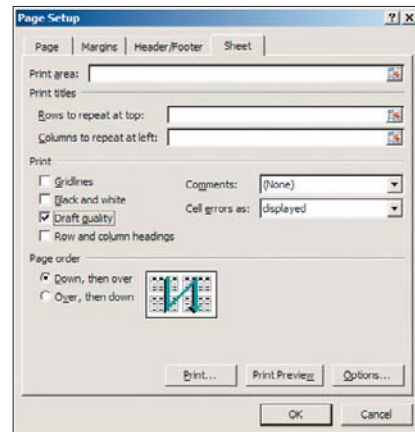 Page Setup
Page Margins Header/Footer Sheet
Print area:
Print titles
Rows to repeat at top:
Columns to repeat at left:
Print
Gridlines Comments: (None)
Black and white Cell errors as: displayed
Draft quality
Row and column headings
Page order
Down, then over
Over, then down
Print... Print Preview Options...
OK Cancel